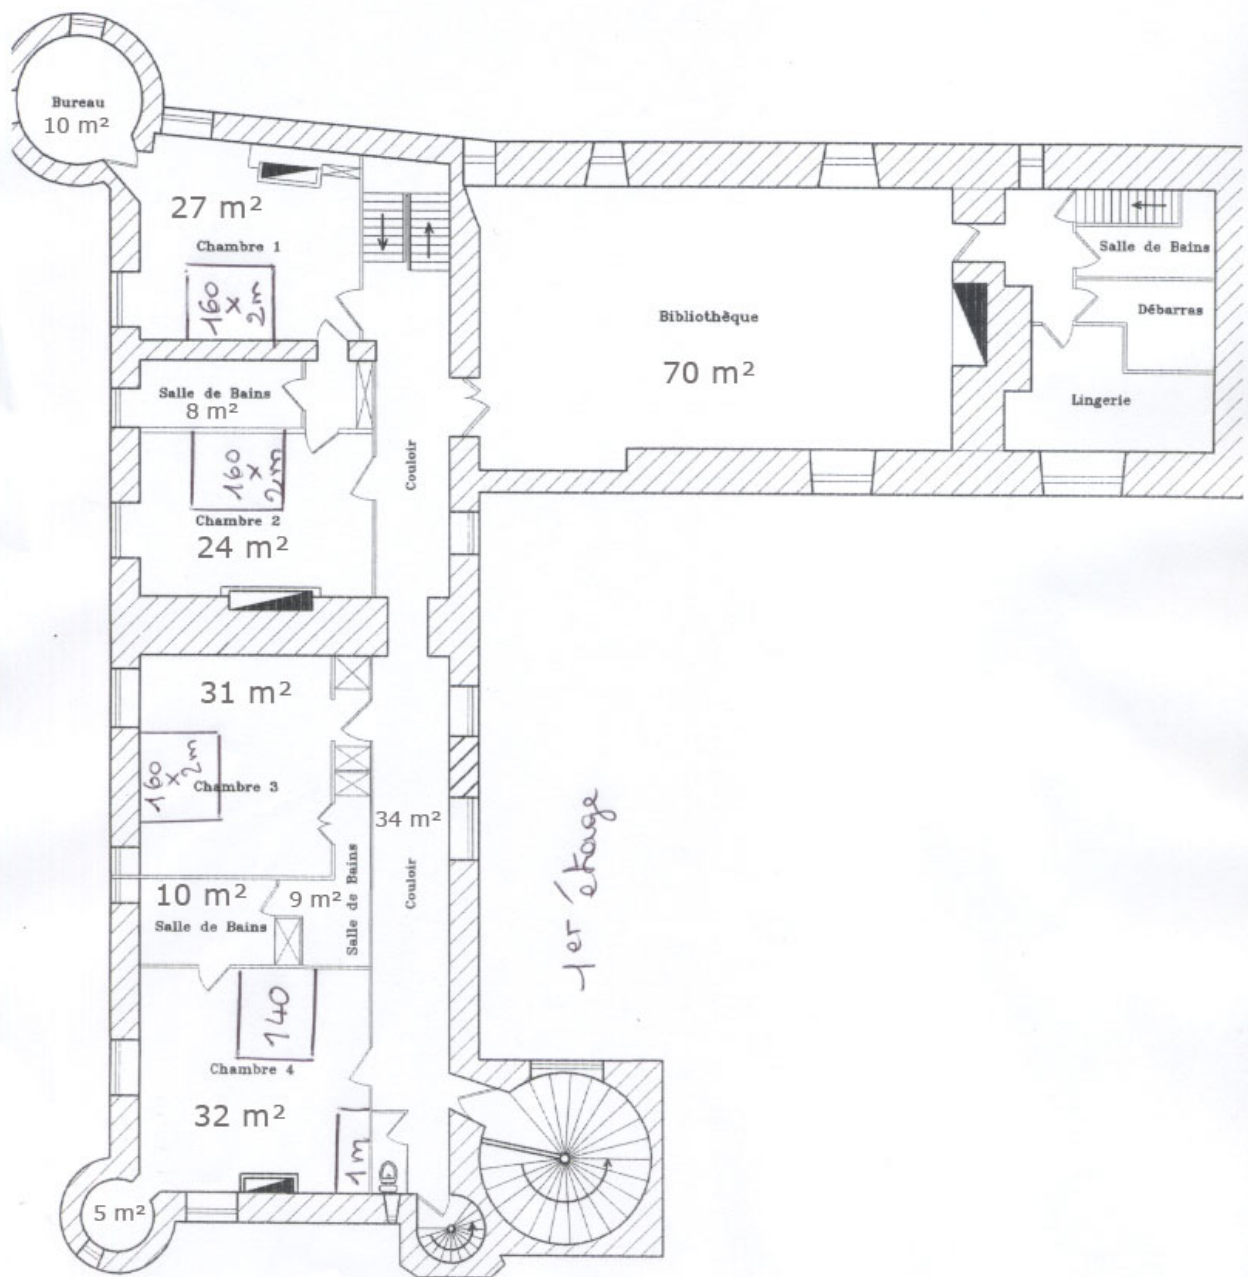 Bureau
10 m²
27 m²
Chambre 1
160
x
2m
Salle de Bains
8 m²
160
x
2m
Chambre 2
24 m²
Couloir
Bibliothèque
70 m²
Salle de Bains
Débarras
Lingerie
31 m²
160
x
2m
Chambre 3
34 m²
Couloir
10 m²
Salle de Bains
9 m²
Salle de Bains
1er étage
140
Chambre 4
32 m²
1m
5 m²